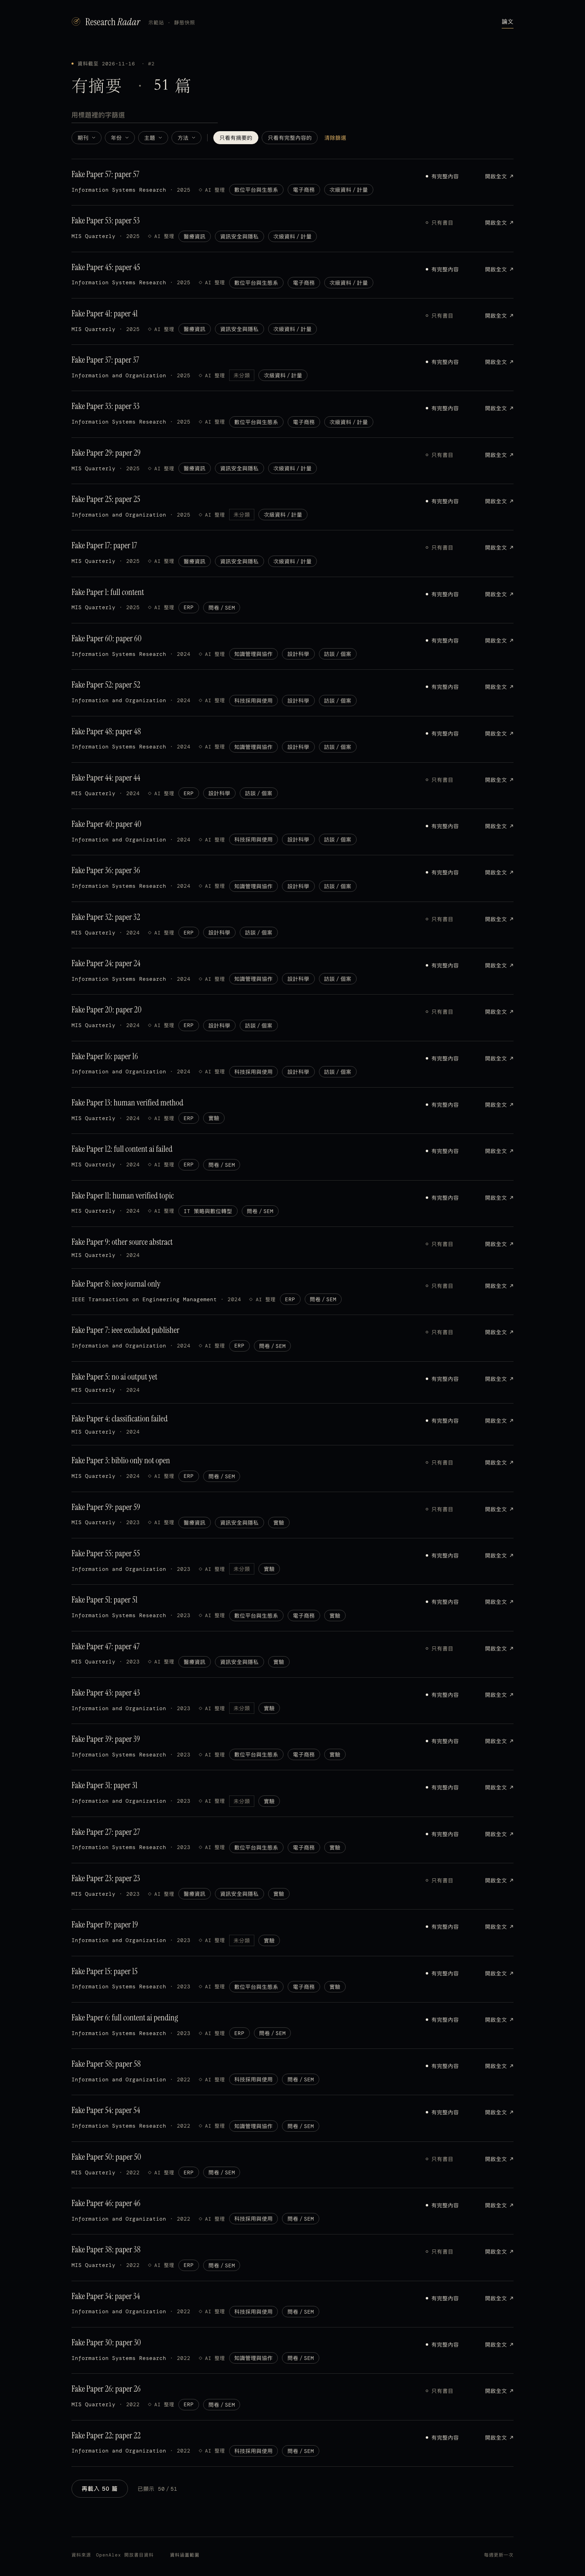 Research Radar 示範站 · 靜態快照 論文
資料截至 2026-11-16 · #2
有摘要 · 51 篇
用標題裡的字篩選
期刊 年份 主題 方法 只看有摘要的 只看有完整內容的 清除篩選
Fake Paper 57: paper 57 有完整內容 開啟全文 ↗
Information Systems Research · 2025 ◇ AI 整理 數位平台與生態系 電子商務 次級資料 / 計量
Fake Paper 53: paper 53 只有書目 開啟全文 ↗
MIS Quarterly · 2025 ◇ AI 整理 醫療資訊 資訊安全與隱私 次級資料 / 計量
Fake Paper 45: paper 45 有完整內容 開啟全文 ↗
Information Systems Research · 2025 ◇ AI 整理 數位平台與生態系 電子商務 次級資料 / 計量
Fake Paper 41: paper 41 只有書目 開啟全文 ↗
MIS Quarterly · 2025 ◇ AI 整理 醫療資訊 資訊安全與隱私 次級資料 / 計量
Fake Paper 37: paper 37 有完整內容 開啟全文 ↗
Information and Organization · 2025 ◇ AI 整理 未分類 次級資料 / 計量
Fake Paper 33: paper 33 有完整內容 開啟全文 ↗
Information Systems Research · 2025 ◇ AI 整理 數位平台與生態系 電子商務 次級資料 / 計量
Fake Paper 29: paper 29 只有書目 開啟全文 ↗
MIS Quarterly · 2025 ◇ AI 整理 醫療資訊 資訊安全與隱私 次級資料 / 計量
Fake Paper 25: paper 25 有完整內容 開啟全文 ↗
Information and Organization · 2025 ◇ AI 整理 未分類 次級資料 / 計量
Fake Paper 17: paper 17 只有書目 開啟全文 ↗
MIS Quarterly · 2025 ◇ AI 整理 醫療資訊 資訊安全與隱私 次級資料 / 計量
Fake Paper 1: full content 有完整內容 開啟全文 ↗
MIS Quarterly · 2025 ◇ AI 整理 ERP 問卷 / SEM
Fake Paper 60: paper 60 有完整內容 開啟全文 ↗
Information Systems Research · 2024 ◇ AI 整理 知識管理與協作 設計科學 訪談 / 個案
Fake Paper 52: paper 52 有完整內容 開啟全文 ↗
Information and Organization · 2024 ◇ AI 整理 科技採用與使用 設計科學 訪談 / 個案
Fake Paper 48: paper 48 有完整內容 開啟全文 ↗
Information Systems Research · 2024 ◇ AI 整理 知識管理與協作 設計科學 訪談 / 個案
Fake Paper 44: paper 44 只有書目 開啟全文 ↗
MIS Quarterly · 2024 ◇ AI 整理 ERP 設計科學 訪談 / 個案
Fake Paper 40: paper 40 有完整內容 開啟全文 ↗
Information and Organization · 2024 ◇ AI 整理 科技採用與使用 設計科學 訪談 / 個案
Fake Paper 36: paper 36 有完整內容 開啟全文 ↗
Information Systems Research · 2024 ◇ AI 整理 知識管理與協作 設計科學 訪談 / 個案
Fake Paper 32: paper 32 只有書目 開啟全文 ↗
MIS Quarterly · 2024 ◇ AI 整理 ERP 設計科學 訪談 / 個案
Fake Paper 24: paper 24 有完整內容 開啟全文 ↗
Information Systems Research · 2024 ◇ AI 整理 知識管理與協作 設計科學 訪談 / 個案
Fake Paper 20: paper 20 只有書目 開啟全文 ↗
MIS Quarterly · 2024 ◇ AI 整理 ERP 設計科學 訪談 / 個案
Fake Paper 16: paper 16 有完整內容 開啟全文 ↗
Information and Organization · 2024 ◇ AI 整理 科技採用與使用 設計科學 訪談 / 個案
Fake Paper 13: human verified method 有完整內容 開啟全文 ↗
MIS Quarterly · 2024 ◇ AI 整理 ERP 實驗
Fake Paper 12: full content ai failed 有完整內容 開啟全文 ↗
MIS Quarterly · 2024 ◇ AI 整理 ERP 問卷 / SEM
Fake Paper 11: human verified topic 有完整內容 開啟全文 ↗
MIS Quarterly · 2024 ◇ AI 整理 IT 策略與數位轉型 問卷 / SEM
Fake Paper 9: other source abstract 只有書目 開啟全文 ↗
MIS Quarterly · 2024
Fake Paper 8: ieee journal only 只有書目 開啟全文 ↗
IEEE Transactions on Engineering Management · 2024 ◇ AI 整理 ERP 問卷 / SEM
Fake Paper 7: ieee excluded publisher 只有書目 開啟全文 ↗
Information and Organization · 2024 ◇ AI 整理 ERP 問卷 / SEM
Fake Paper 5: no ai output yet 有完整內容 開啟全文 ↗
MIS Quarterly · 2024
Fake Paper 4: classification failed 有完整內容 開啟全文 ↗
MIS Quarterly · 2024
Fake Paper 3: biblio only not open 只有書目 開啟全文 ↗
MIS Quarterly · 2024 ◇ AI 整理 ERP 問卷 / SEM
Fake Paper 59: paper 59 只有書目 開啟全文 ↗
MIS Quarterly · 2023 ◇ AI 整理 醫療資訊 資訊安全與隱私 實驗
Fake Paper 55: paper 55 有完整內容 開啟全文 ↗
Information and Organization · 2023 ◇ AI 整理 未分類 實驗
Fake Paper 51: paper 51 有完整內容 開啟全文 ↗
Information Systems Research · 2023 ◇ AI 整理 數位平台與生態系 電子商務 實驗
Fake Paper 47: paper 47 只有書目 開啟全文 ↗
MIS Quarterly · 2023 ◇ AI 整理 醫療資訊 資訊安全與隱私 實驗
Fake Paper 43: paper 43 有完整內容 開啟全文 ↗
Information and Organization · 2023 ◇ AI 整理 未分類 實驗
Fake Paper 39: paper 39 有完整內容 開啟全文 ↗
Information Systems Research · 2023 ◇ AI 整理 數位平台與生態系 電子商務 實驗
Fake Paper 31: paper 31 有完整內容 開啟全文 ↗
Information and Organization · 2023 ◇ AI 整理 未分類 實驗
Fake Paper 27: paper 27 有完整內容 開啟全文 ↗
Information Systems Research · 2023 ◇ AI 整理 數位平台與生態系 電子商務 實驗
Fake Paper 23: paper 23 只有書目 開啟全文 ↗
MIS Quarterly · 2023 ◇ AI 整理 醫療資訊 資訊安全與隱私 實驗
Fake Paper 19: paper 19 有完整內容 開啟全文 ↗
Information and Organization · 2023 ◇ AI 整理 未分類 實驗
Fake Paper 15: paper 15 有完整內容 開啟全文 ↗
Information Systems Research · 2023 ◇ AI 整理 數位平台與生態系 電子商務 實驗
Fake Paper 6: full content ai pending 有完整內容 開啟全文 ↗
Information Systems Research · 2023 ◇ AI 整理 ERP 問卷 / SEM
Fake Paper 58: paper 58 有完整內容 開啟全文 ↗
Information and Organization · 2022 ◇ AI 整理 科技採用與使用 問卷 / SEM
Fake Paper 54: paper 54 有完整內容 開啟全文 ↗
Information Systems Research · 2022 ◇ AI 整理 知識管理與協作 問卷 / SEM
Fake Paper 50: paper 50 只有書目 開啟全文 ↗
MIS Quarterly · 2022 ◇ AI 整理 ERP 問卷 / SEM
Fake Paper 46: paper 46 有完整內容 開啟全文 ↗
Information and Organization · 2022 ◇ AI 整理 科技採用與使用 問卷 / SEM
Fake Paper 38: paper 38 只有書目 開啟全文 ↗
MIS Quarterly · 2022 ◇ AI 整理 ERP 問卷 / SEM
Fake Paper 34: paper 34 有完整內容 開啟全文 ↗
Information and Organization · 2022 ◇ AI 整理 科技採用與使用 問卷 / SEM
Fake Paper 30: paper 30 有完整內容 開啟全文 ↗
Information Systems Research · 2022 ◇ AI 整理 知識管理與協作 問卷 / SEM
Fake Paper 26: paper 26 只有書目 開啟全文 ↗
MIS Quarterly · 2022 ◇ AI 整理 ERP 問卷 / SEM
Fake Paper 22: paper 22 有完整內容 開啟全文 ↗
Information and Organization · 2022 ◇ AI 整理 科技採用與使用 問卷 / SEM
再載入 50 篇 已顯示 50 / 51
資料來源 OpenAlex 開放書目資料 資料涵蓋範圍 每週更新一次